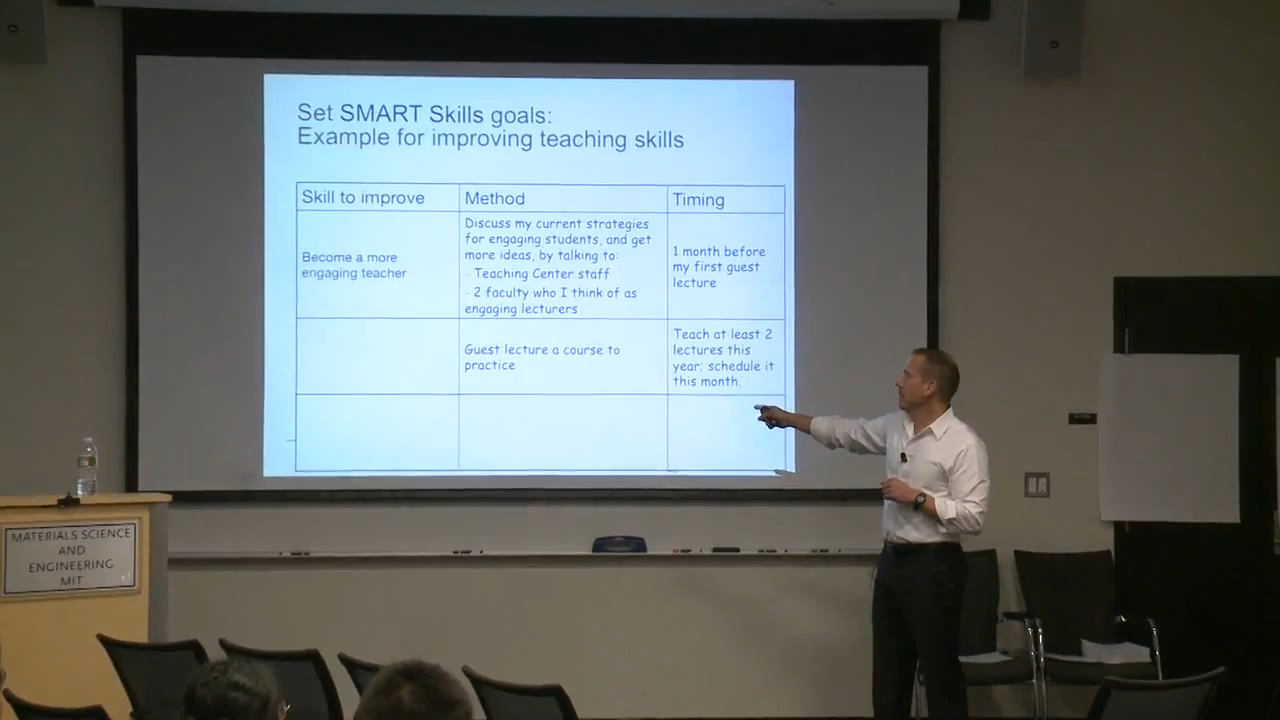 Set SMART Skills goals:
Example for improving teaching skills
Skill to improve
Method
Timing
Become a more
engaging teacher
Discuss my current strategies
for engaging students, and get
more ideas, by talking to:
- Teaching Center staff
- 2 faculty who I think of as
engaging lecturers
1 month before
my first guest
lecture
Guest lecture a course to
practice
Teach at least 2
lectures this
year; schedule it
this month.
MATERIALS SCIENCE
AND
ENGINEERING
MIT